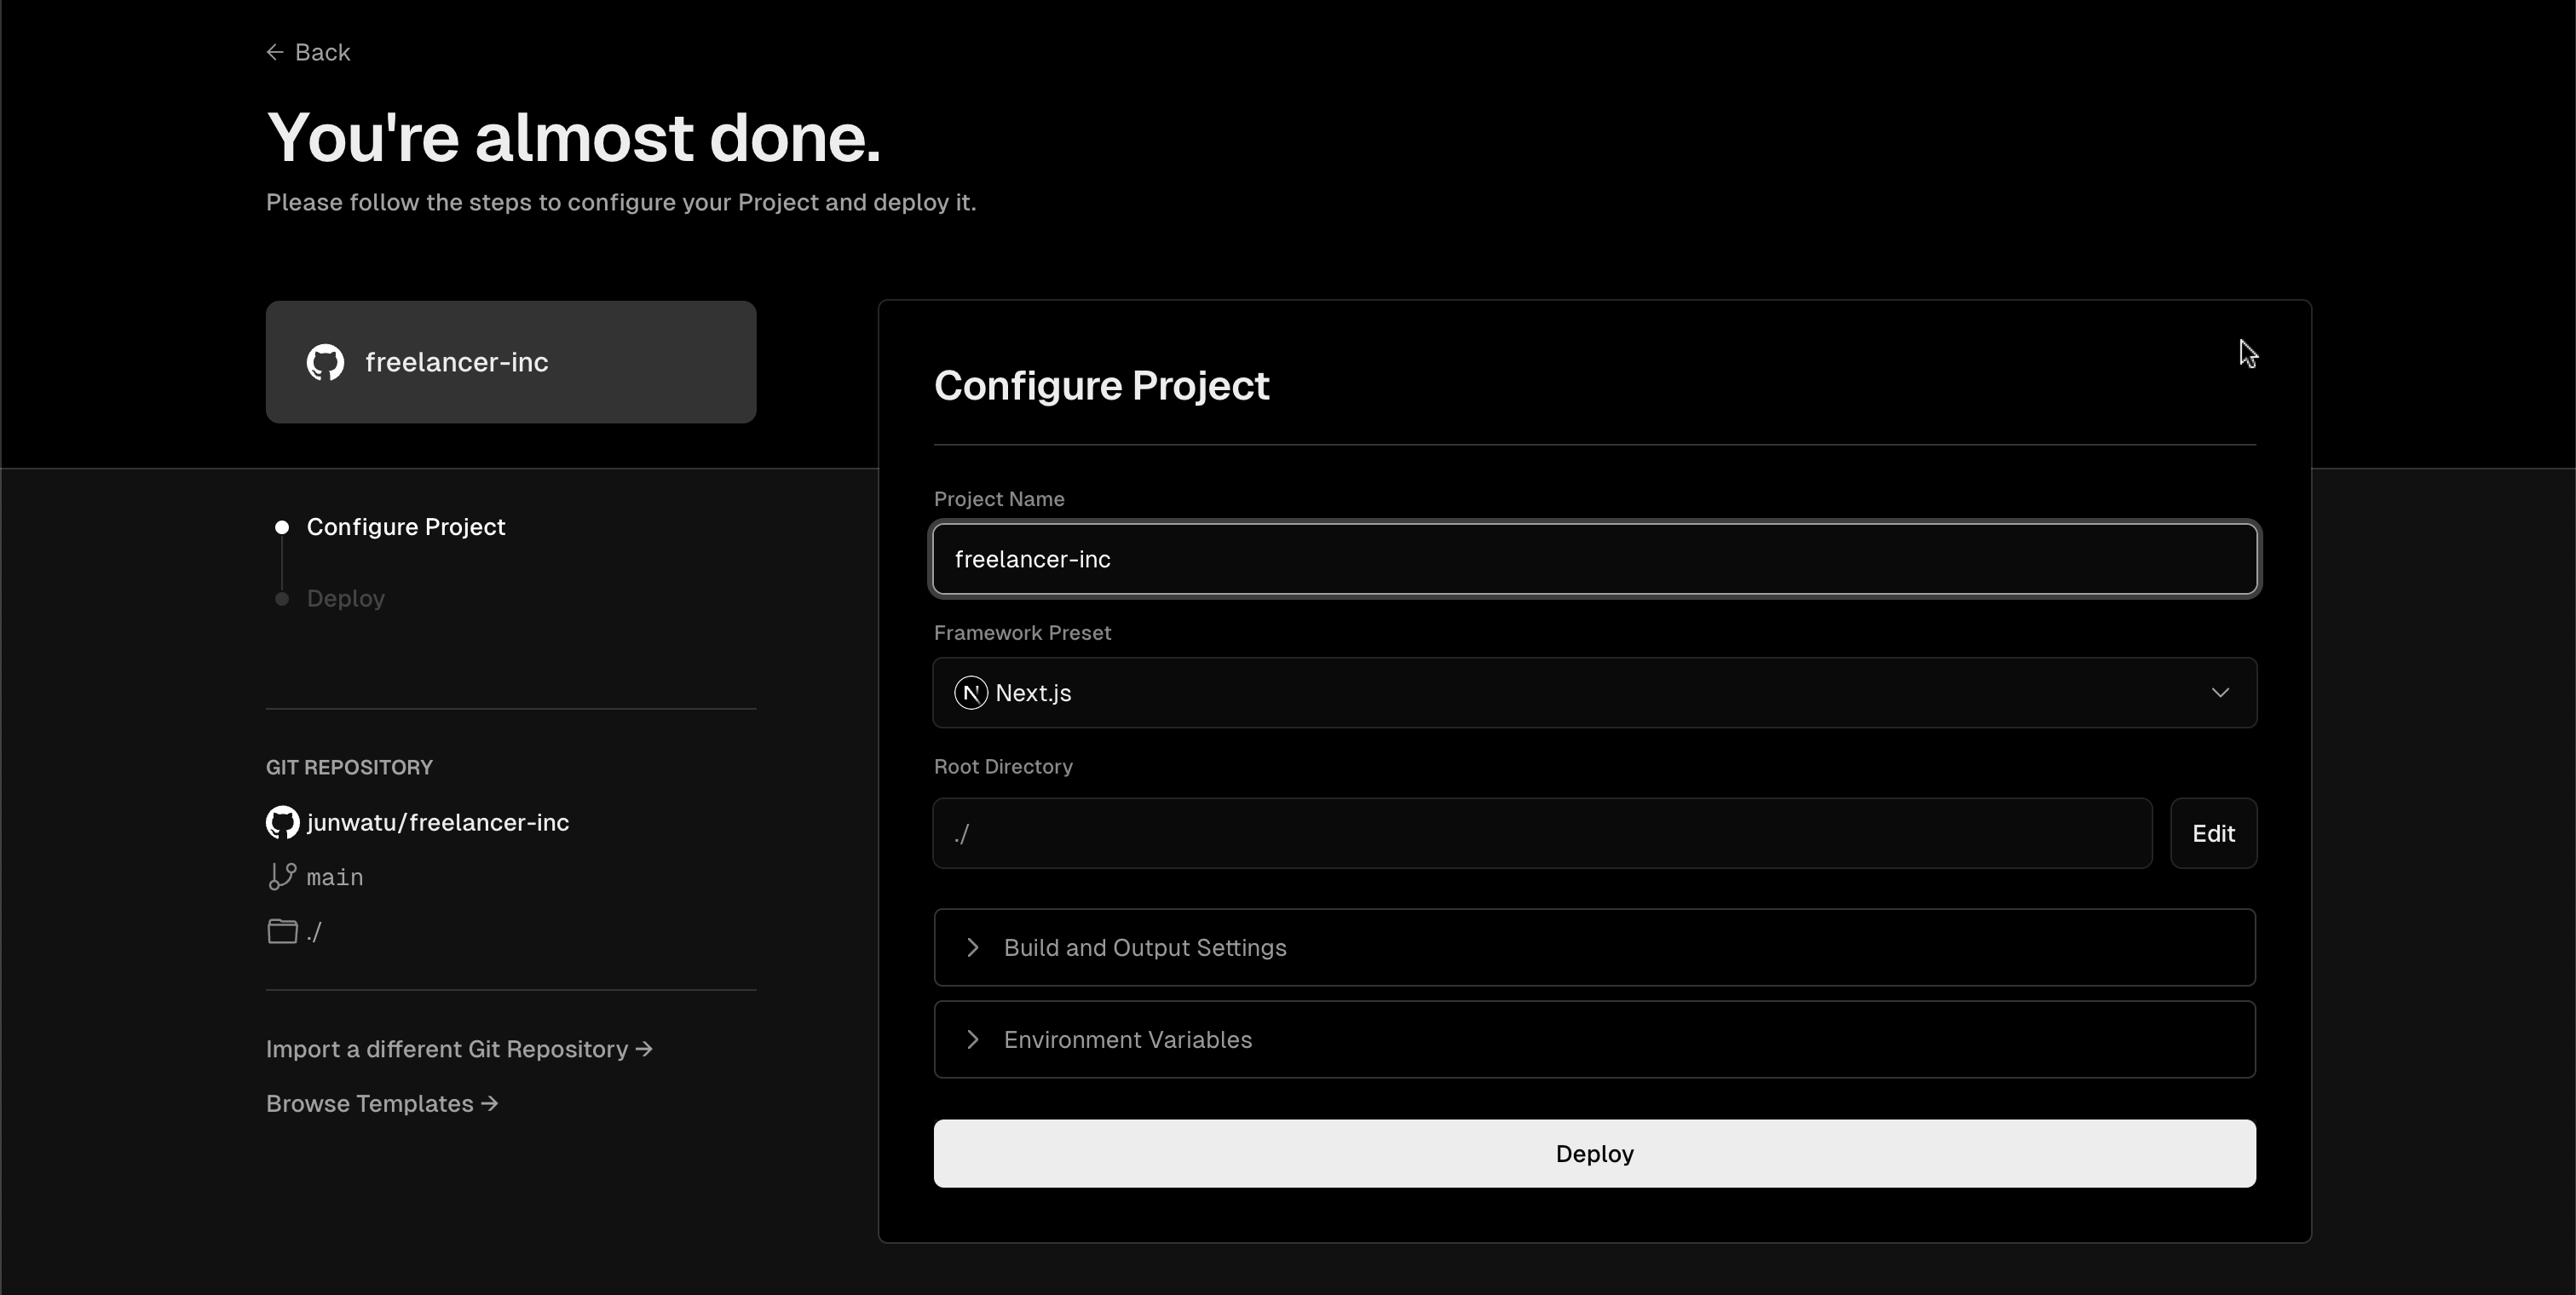 ← Back
You're almost done.
Please follow the steps to configure your Project and deploy it.
freelancer-inc
Configure Project
Deploy
GIT REPOSITORY
junwatu/freelancer-inc
main
./
Import a different Git Repository →
Browse Templates →
Configure Project
Project Name
freelancer-inc
Framework Preset
N Next.js
Root Directory
./
Edit
Build and Output Settings
Environment Variables
Deploy